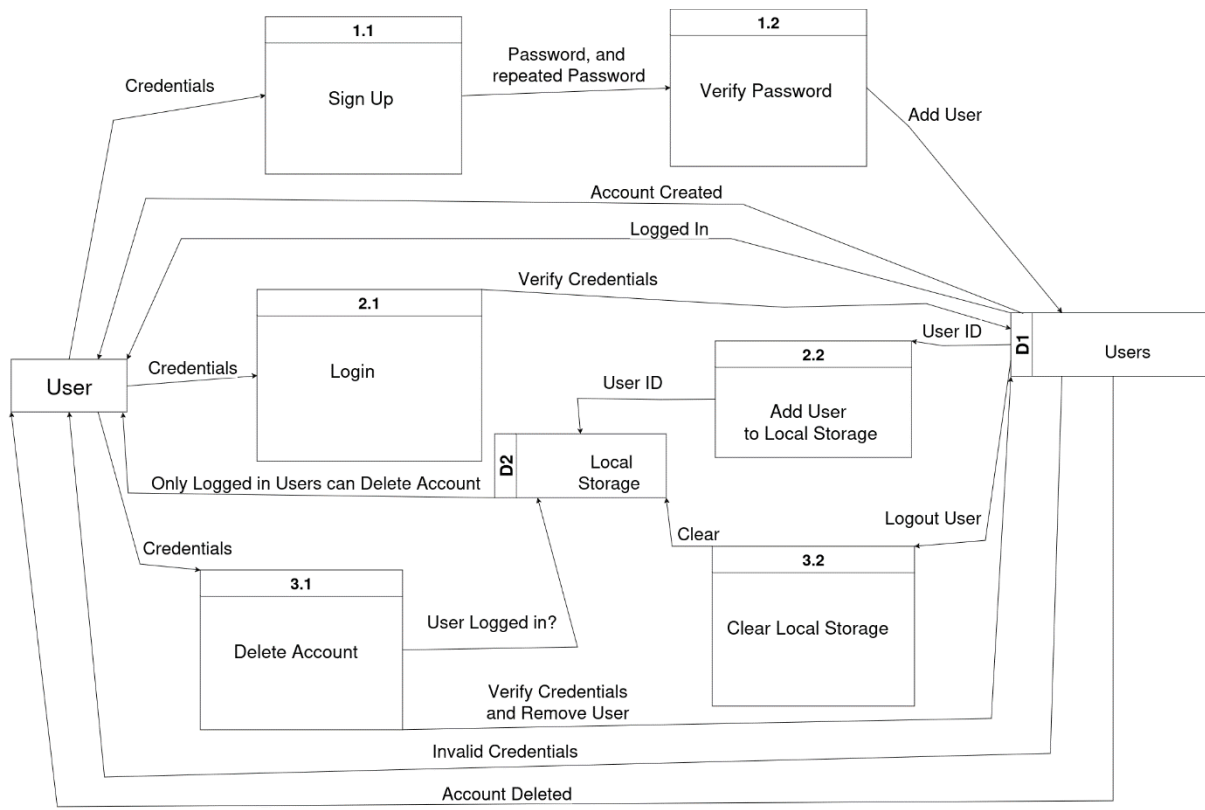 1.1
1.2
Password, and
repeated Password
Credentials
Sign Up
Verify Password
Add User
Account Created
Logged In
Verify Credentials
2.1
User ID
D1
Users
2.2
User
Credentials
Login
User ID
Add User
to Local Storage
D2
Local
Storage
Only Logged in Users can Delete Account
Logout User
Clear
Credentials
3.2
3.1
User Logged in?
Clear Local Storage
Delete Account
Verify Credentials
and Remove User
Invalid Credentials
Account Deleted